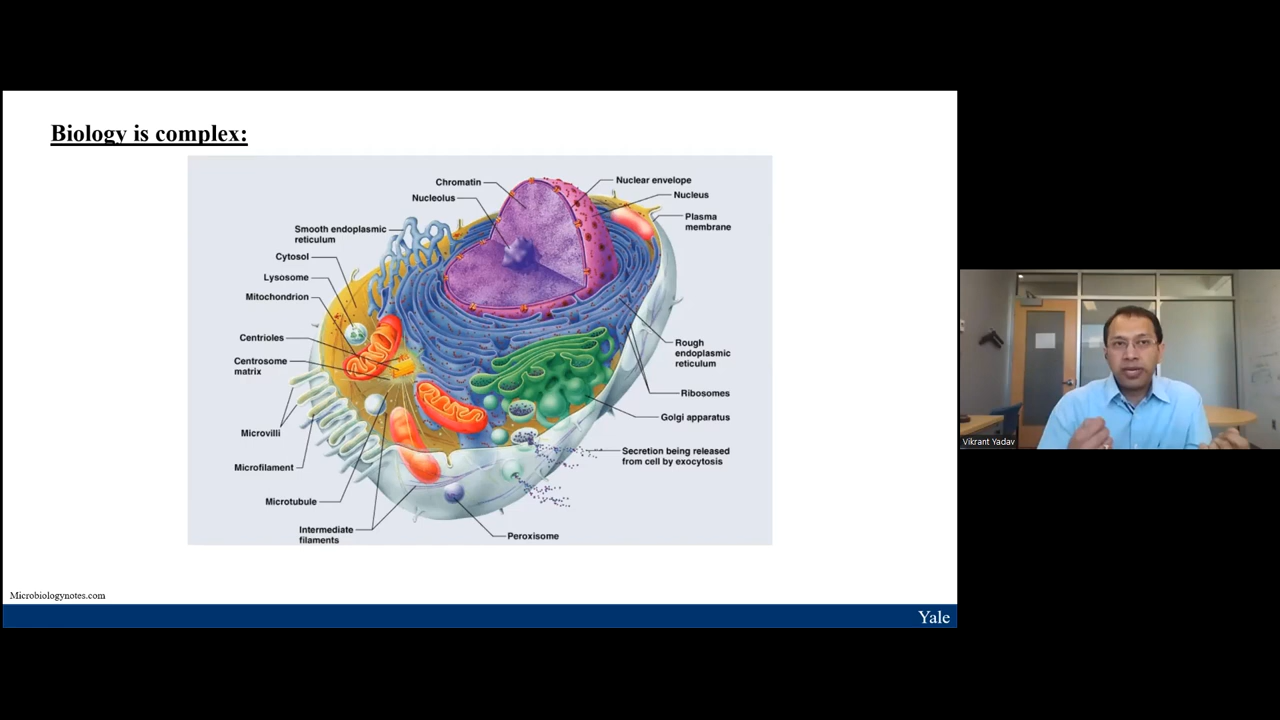 Biology is complex:
Chromatin
Nucleolus
Smooth endoplasmic
reticulum
Cytosol
Lysosome
Mitochondrion
Centrioles
Centrosome
matrix
Microvilli
Microfilament
Microtubule
Intermediate
filaments
Nuclear envelope
Nucleus
Plasma
membrane
Rough
endoplasmic
reticulum
Ribosomes
Golgi apparatus
Secretion being released
from cell by exocytosis
Peroxisome
Microbiologynotes.com
Yale
Vikrant Yadav